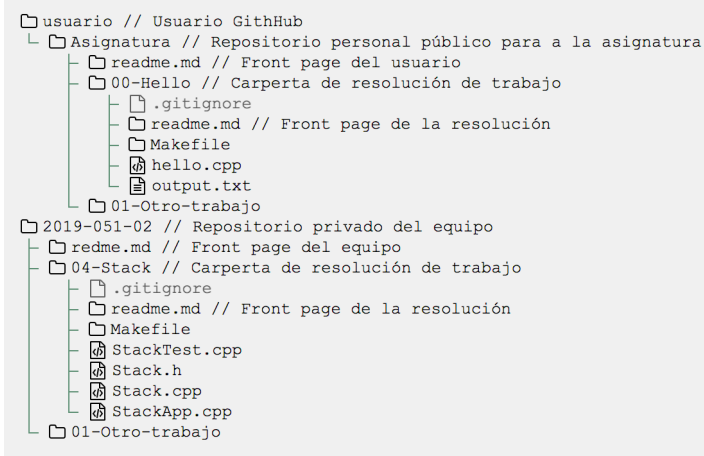 usuario // Usuario GithHub
Asignatura // Repositorio personal público para a la asignatura
readme.md // Front page del usuario
00-Hello // Carperta de resolución de trabajo
.gitignore
readme.md // Front page de la resolución
Makefile
hello.cpp
output.txt
01-Otro-trabajo
2019-051-02 // Repositorio privado del equipo
redme.md // Front page del equipo
04-Stack // Carperta de resolución de trabajo
.gitignore
readme.md // Front page de la resolución
Makefile
StackTest.cpp
Stack.h
Stack.cpp
StackApp.cpp
01-Otro-trabajo